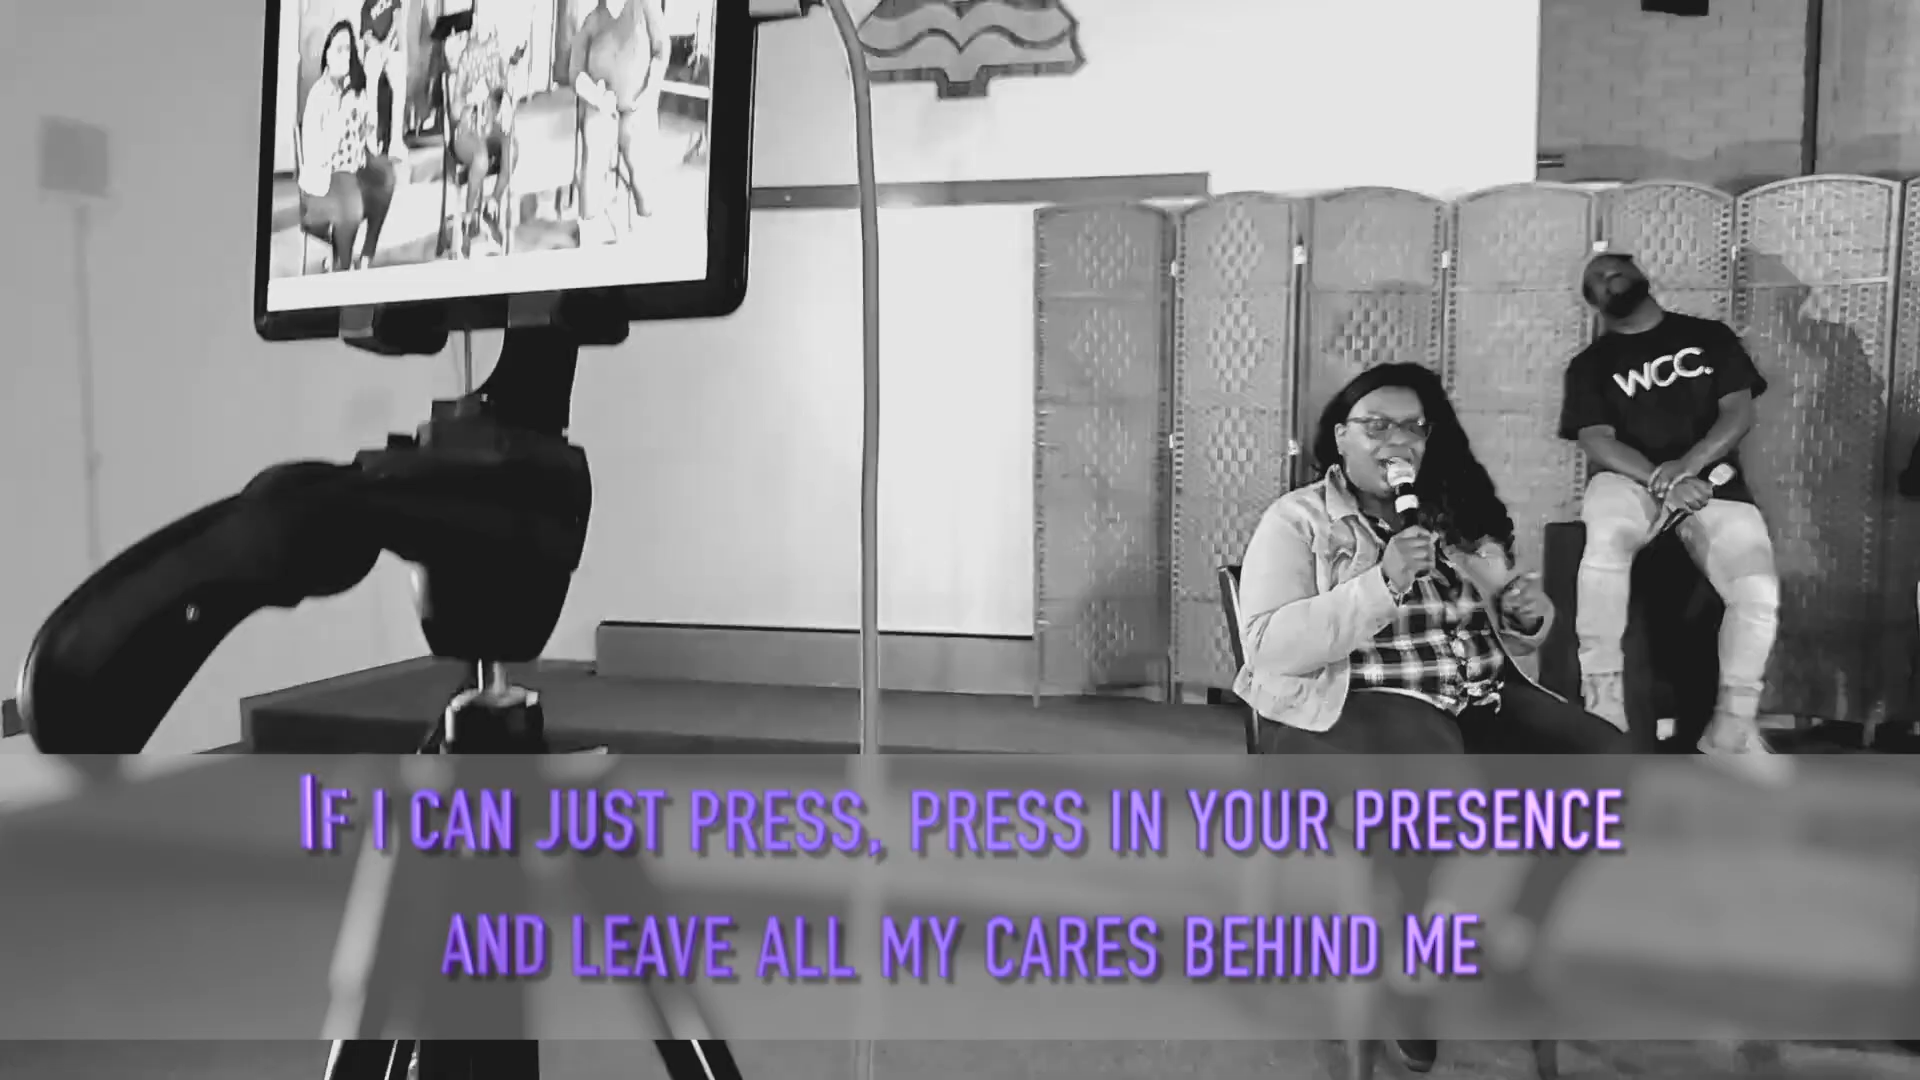 WCC.
IF I CAN JUST PRESS, PRESS IN YOUR PRESENCE
AND LEAVE ALL MY CARES BEHIND ME